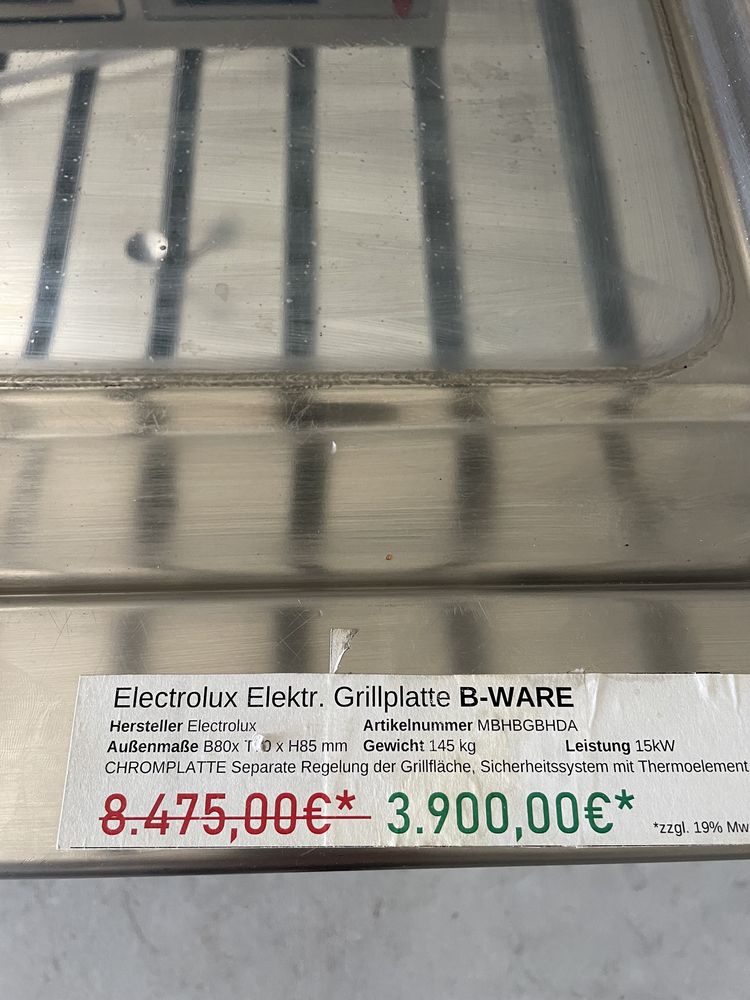 Electrolux Elektr. Grillplatte B-WARE
Hersteller Electrolux Artikelnummer MBHBGBHDA
Außenmaße B80x x H85 mm Gewicht 145 kg Leistung 15kW
CHROMPLATTE Separate Regelung der Grillfläche, Sicherheitssystem mit Thermoelement
8.475,00€* 3.900,00€* *zzgl. 19% Mw